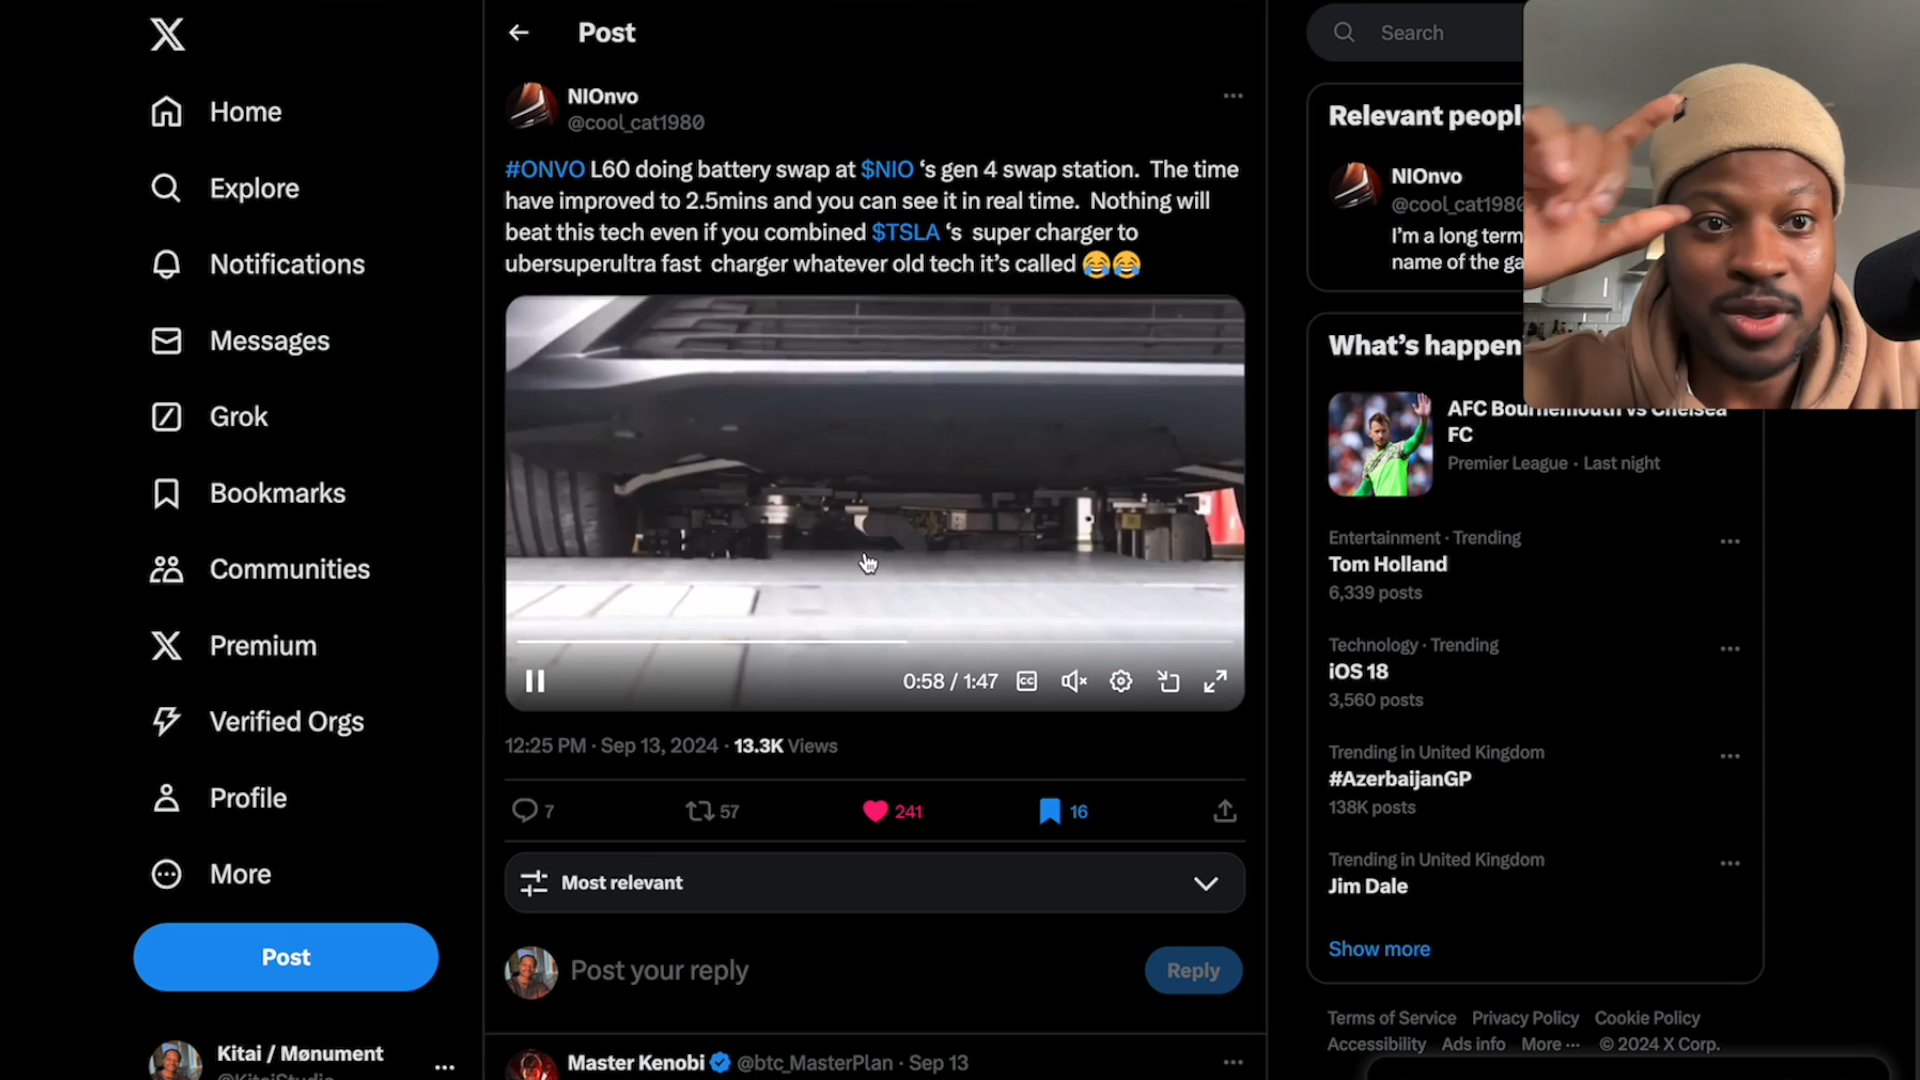 Home
Explore
Notifications
Messages
Grok
Bookmarks
Communities
Premium
Verified Orgs
Profile
More
Post
Kitai / Mønument
Post
NIOnvo
@cool_cat1980
#ONVO L60 doing battery swap at $NIO ‘s gen 4 swap station. The time
have improved to 2.5mins and you can see it in real time. Nothing will
beat this tech even if you combined $TSLA ‘s super charger to
ubersuperultra fast charger whatever old tech it’s called 😂😂
0:58 / 1:47
CC
12:25 PM · Sep 13, 2024 · 13.3K Views
7
57
241
16
Most relevant
Post your reply
Reply
Master Kenobi @btc_MasterPlan · Sep 13
Search
Relevant peopl
NIOnvo
@cool_cat1980
I’m a long term
name of the ga
What’s happen
AFC Bournemouth vs Chelsea
FC
Premier League · Last night
Entertainment · Trending
Tom Holland
6,339 posts
Technology · Trending
iOS 18
3,560 posts
Trending in United Kingdom
#AzerbaijanGP
138K posts
Trending in United Kingdom
Jim Dale
Show more
Terms of Service Privacy Policy Cookie Policy
Accessibility Ads info More ··· © 2024 X Corp.